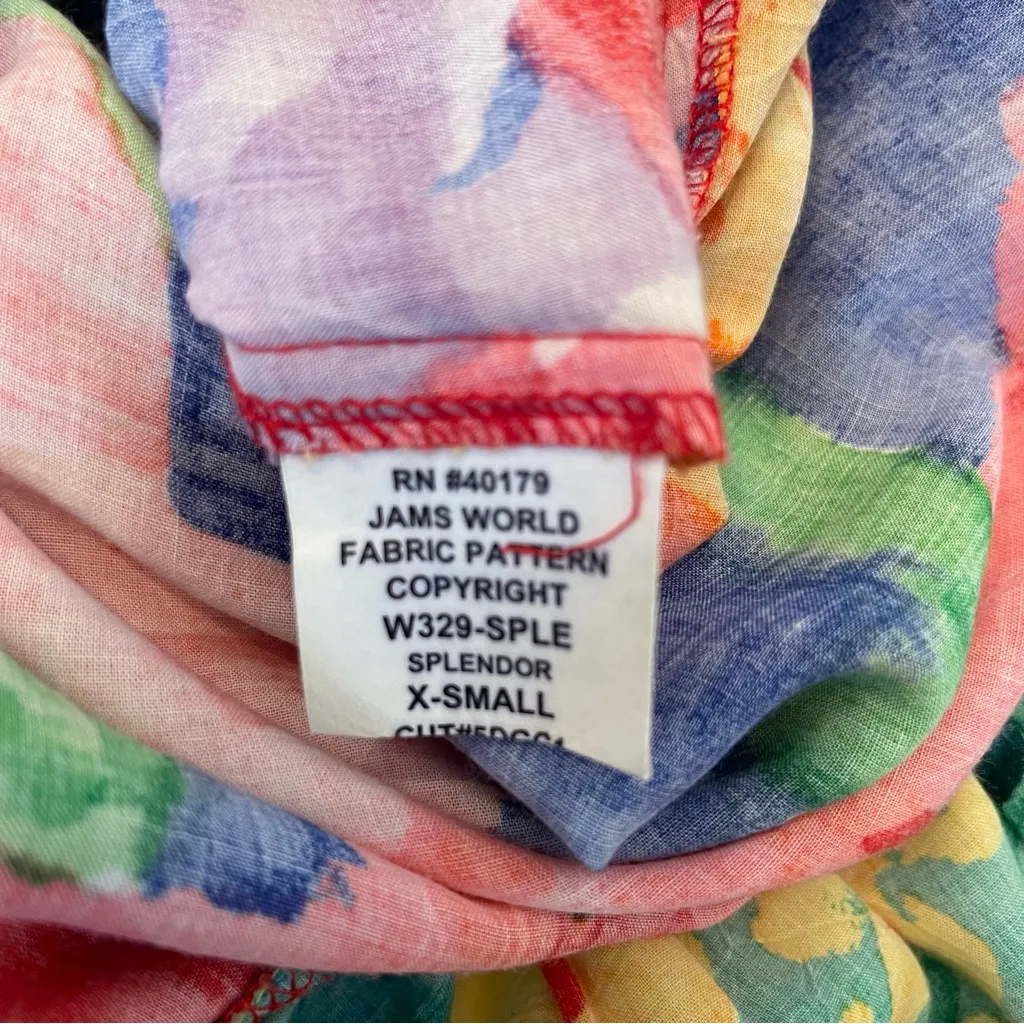 RN #40179
JAMS WORLD
FABRIC PATTERN
COPYRIGHT
W329-SPLE
SPLENDOR
X-SMALL